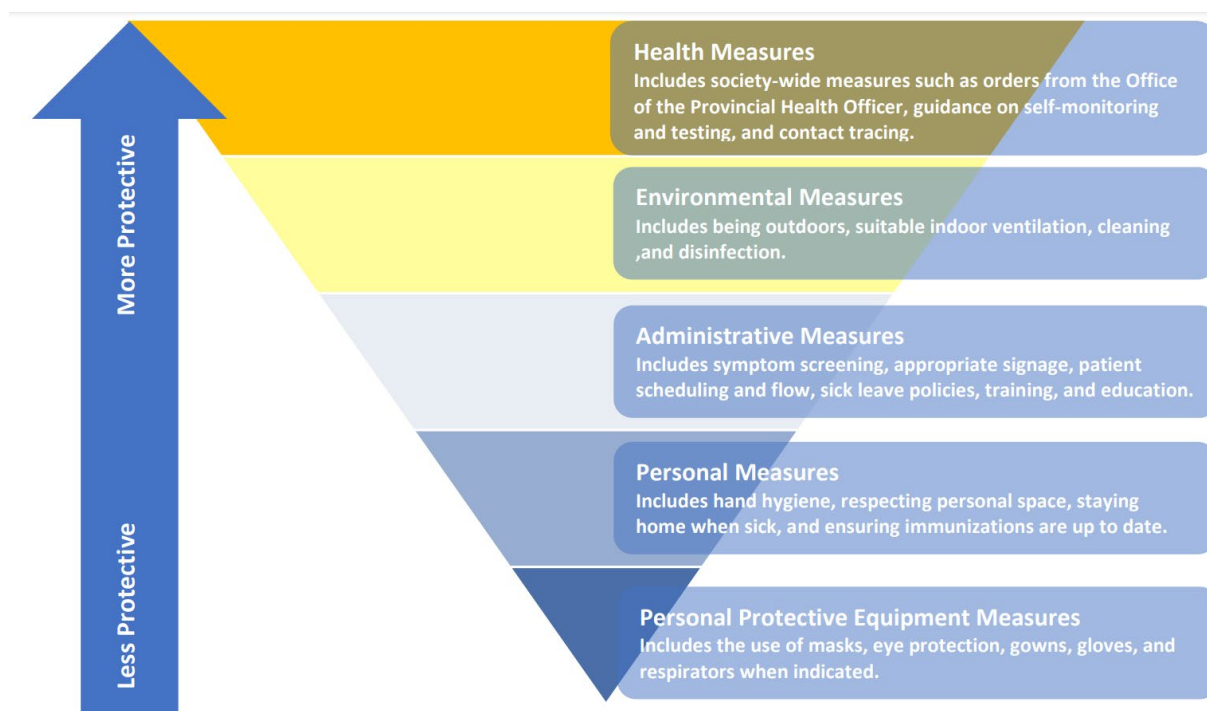 More Protective
Less Protective
Health Measures
Includes society-wide measures such as orders from the Office
of the Provincial Health Officer, guidance on self-monitoring
and testing, and contact tracing.
Environmental Measures
Includes being outdoors, suitable indoor ventilation, cleaning
,and disinfection.
Administrative Measures
Includes symptom screening, appropriate signage, patient
scheduling and flow, sick leave policies, training, and education.
Personal Measures
Includes hand hygiene, respecting personal space, staying
home when sick, and ensuring immunizations are up to date.
Personal Protective Equipment Measures
Includes the use of masks, eye protection, gowns, gloves, and
respirators when indicated.